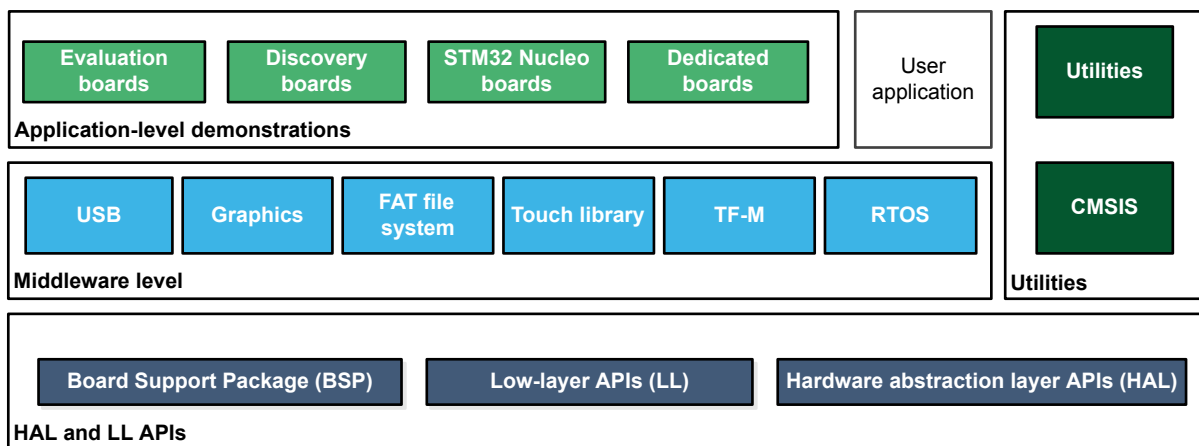 Evaluation
boards
Discovery
boards
STM32 Nucleo
boards
Dedicated
boards
Application-level demonstrations
User
application
Utilities
CMSIS
Utilities
USB
Graphics
FAT file
system
Touch library
TF-M
RTOS
Middleware level
Board Support Package (BSP)
Low-layer APIs (LL)
Hardware abstraction layer APIs (HAL)
HAL and LL APIs